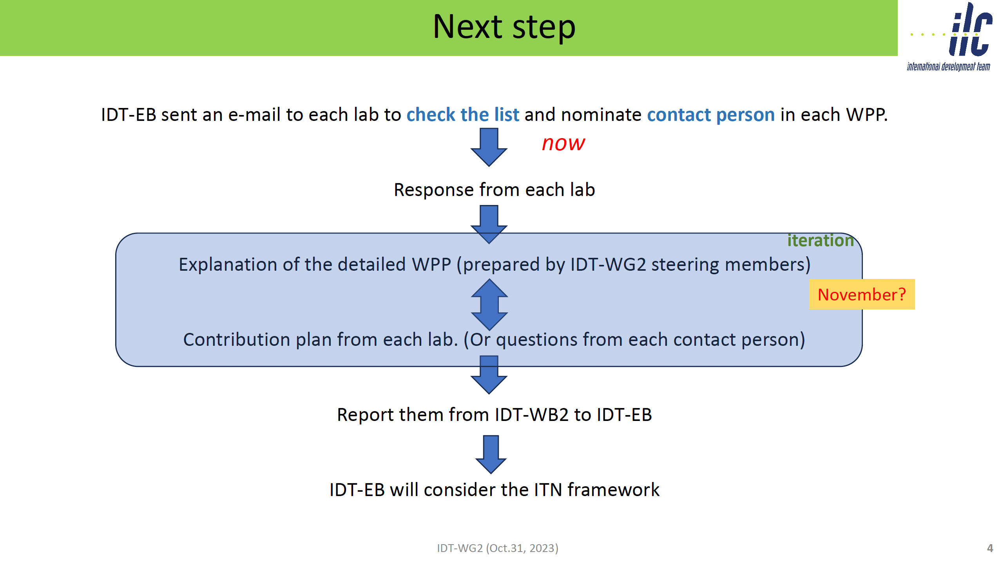 Next step
ilc
international development team
IDT-EB sent an e-mail to each lab to check the list and nominate contact person in each WPP.
now
Response from each lab
iteration
Explanation of the detailed WPP (prepared by IDT-WG2 steering members)
November?
Contribution plan from each lab. (Or questions from each contact person)
Report them from IDT-WB2 to IDT-EB
IDT-EB will consider the ITN framework
IDT-WG2 (Oct.31, 2023)
4